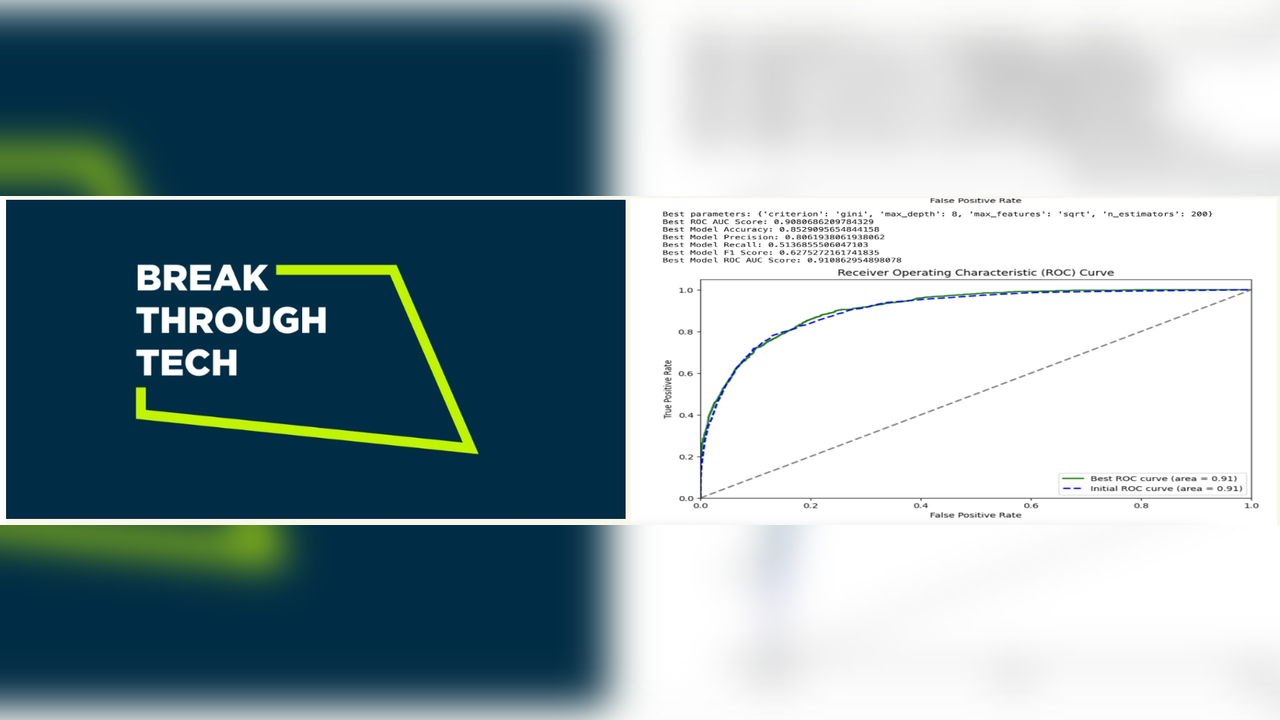 BREAK
THROUGH
TECH
False Positive Rate
Best parameters: {'criterion': 'gini', 'max_depth': 8, 'max_features': 'sqrt', 'n_estimators': 200}
Best ROC AUC Score: 0.9080686209784329
Best Model Accuracy: 0.8529095654844158
Best Model Precision: 0.8061938061938062
Best Model Recall: 0.5136855506047103
Best Model F1 Score: 0.6275272161741835
Best Model ROC AUC Score: 0.910862954898078
Receiver Operating Characteristic (ROC) Curve
True Positive Rate
1.0
0.8
0.6
0.4
0.2
0.0
Best ROC curve (area = 0.91)
Initial ROC curve (area = 0.91)
0.0 0.2 0.4 0.6 0.8 1.0
False Positive Rate